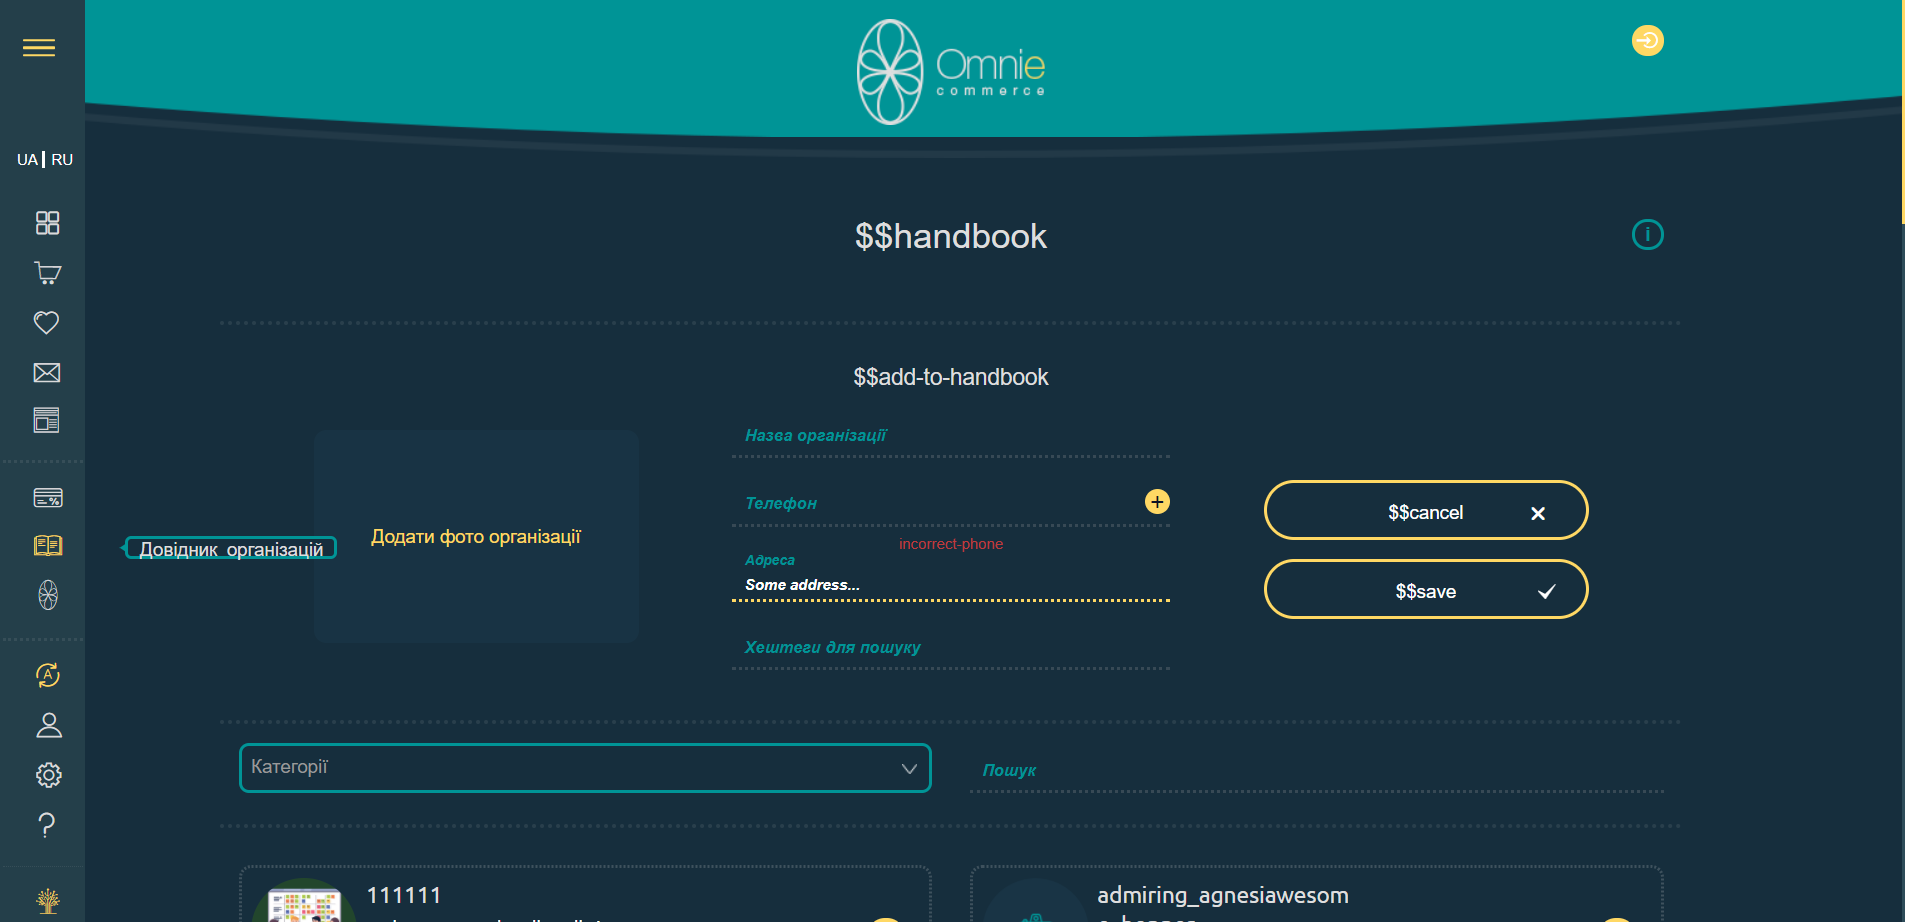 Omnie
commerce
UA RU
$$handbook
$$add-to-handbook
Назва організації
Телефон
incorrect-phone
Адреса
Some address...
Хештеги для пошуку
Додати фото організації
Довідник організацій
$$cancel
$$save
Категорії
Пошук
111111
admiring_agnesiawesom